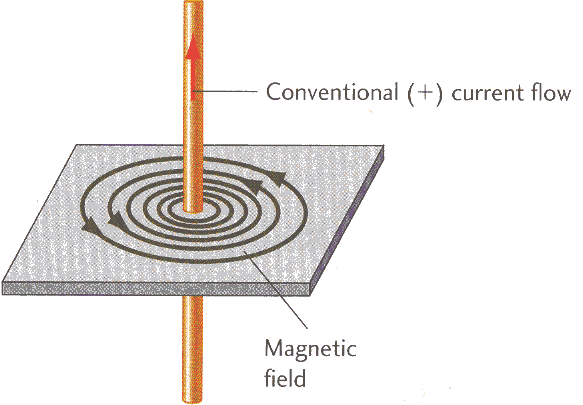 Conventional (+) current flow
Magnetic
field